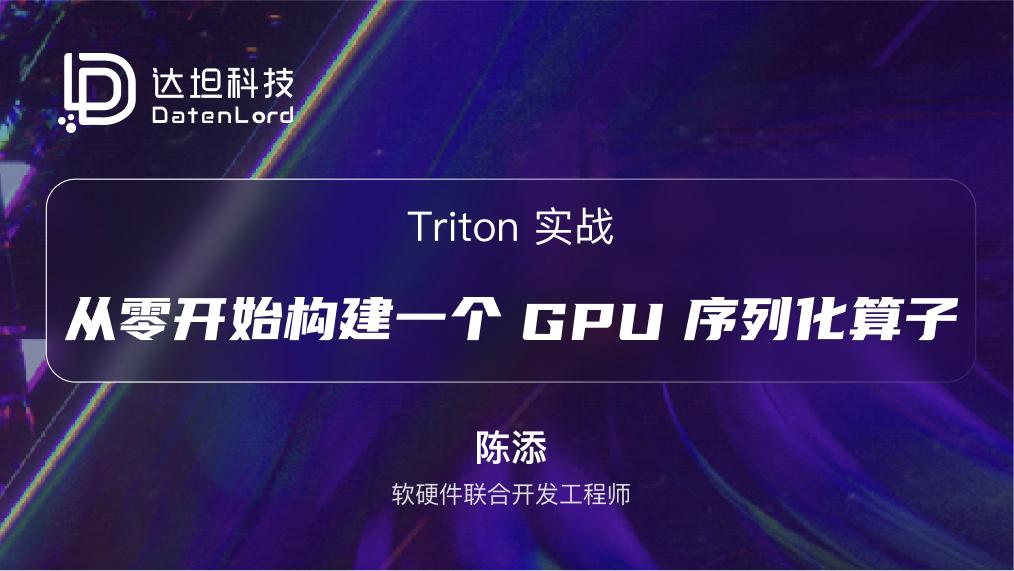 达坦科技
DatenLord
Triton 实战
从零开始构建一个 GPU 序列化算子
陈添
软硬件联合开发工程师